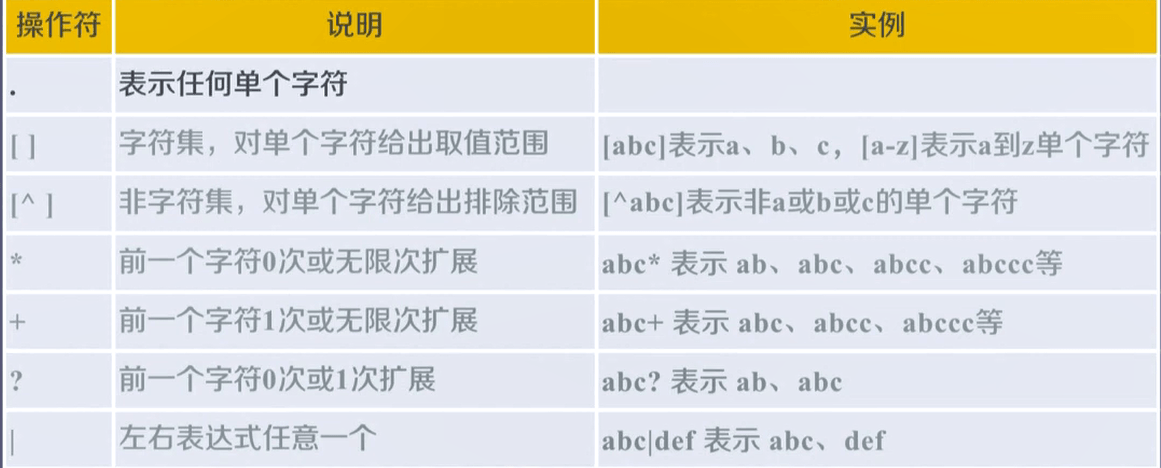 操作符 说明 实例
. 表示任何单个字符
[ ] 字符集，对单个字符给出取值范围 [abc]表示a、b、c，[a-z]表示a到z单个字符
[^ ] 非字符集，对单个字符给出排除范围 [^abc]表示非a或b或c的单个字符
* 前一个字符0次或无限次扩展 abc* 表示 ab、abc、abcc、abccc等
+ 前一个字符1次或无限次扩展 abc+ 表示 abc、abcc、abccc等
? 前一个字符0次或1次扩展 abc? 表示 ab、abc
| 左右表达式任意一个 abc|def 表示 abc、def